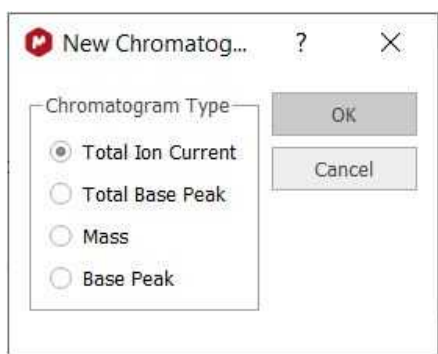 New Chromatog... ?
Chromatogram Type
OK
Total Ion Current
Cancel
Total Base Peak
Mass
Base Peak